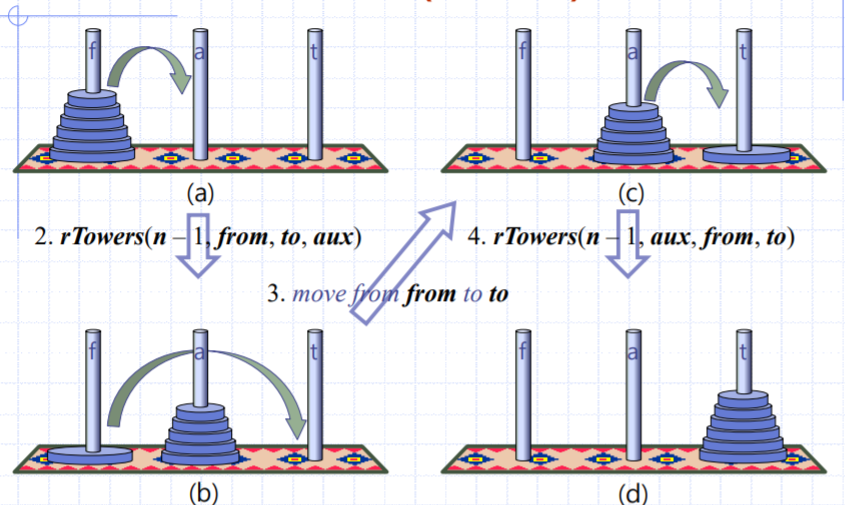 f a t
f a t
(a)
(c)
2. rTowers(n – 1, from, to, aux)
4. rTowers(n – 1, aux, from, to)
3. move from from to to
f a t
f a t
(b)
(d)